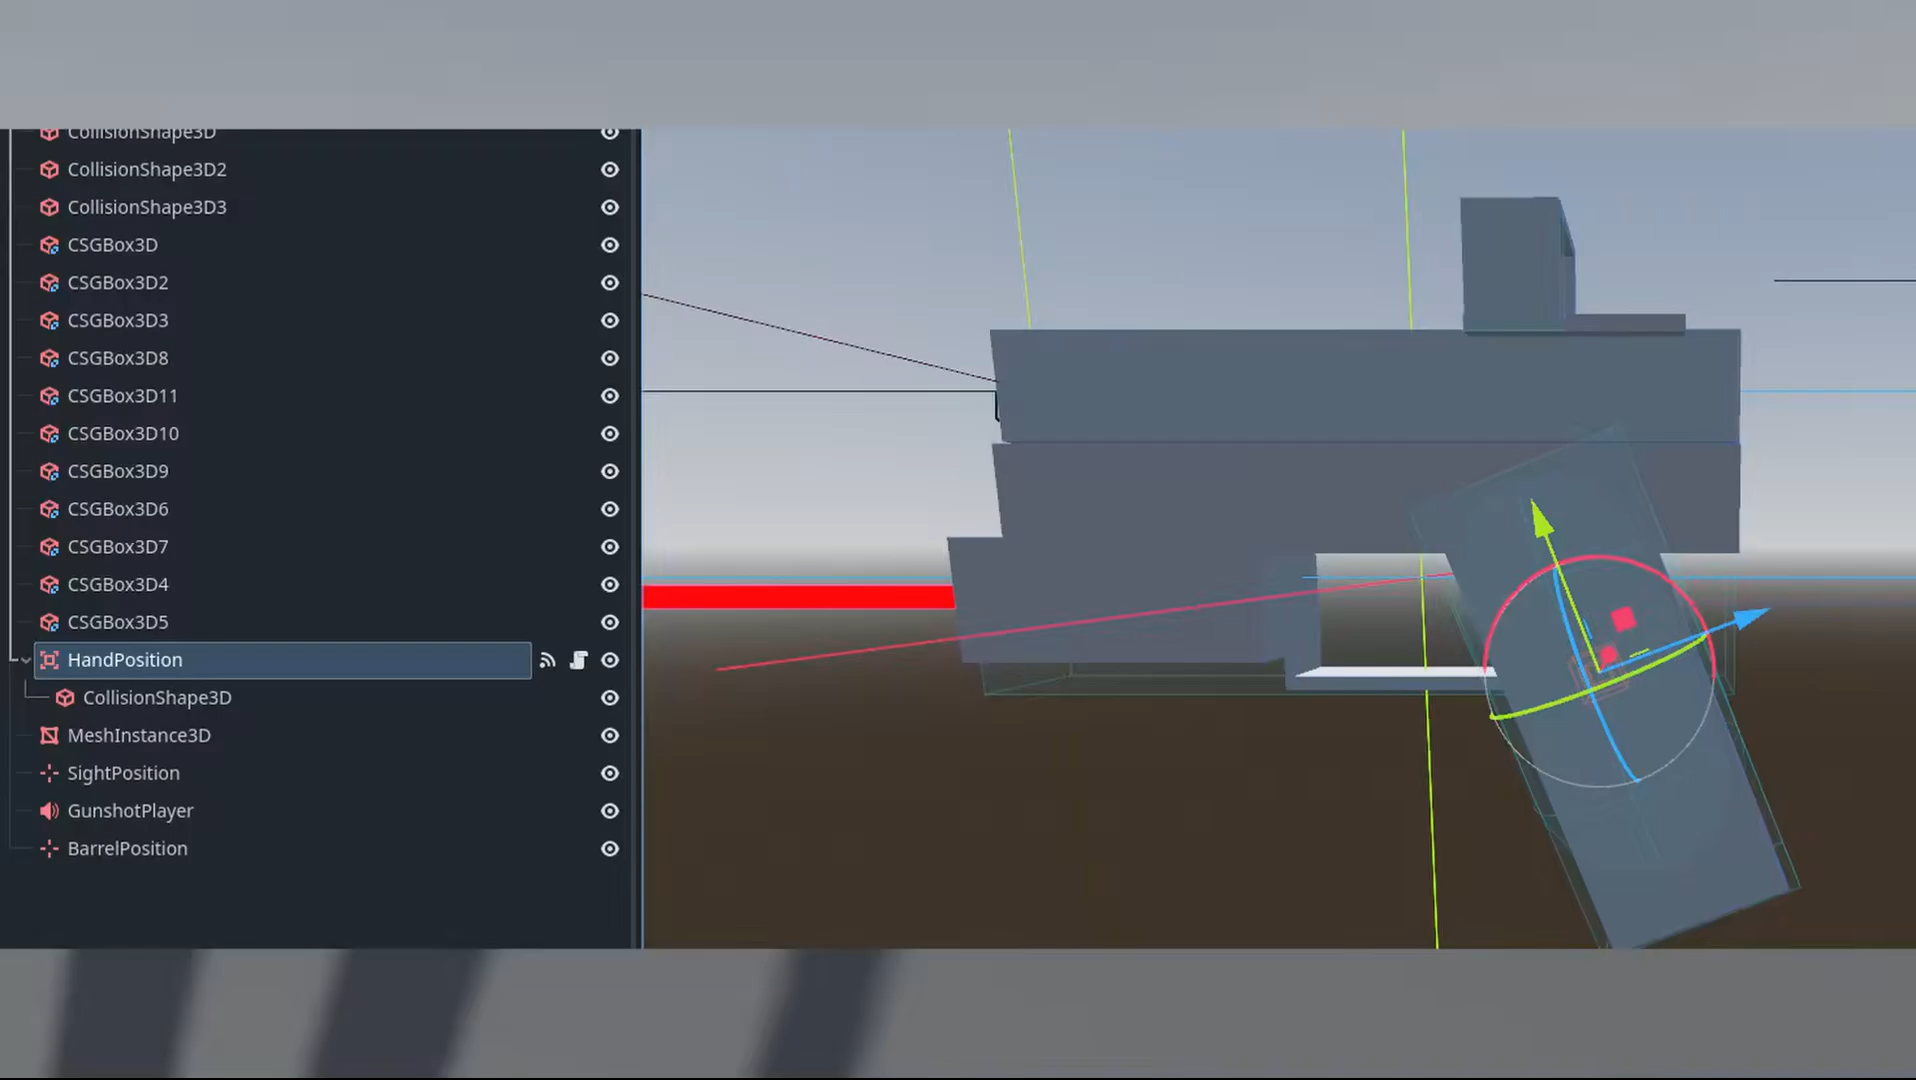 CollisionShape3D
CollisionShape3D2
CollisionShape3D3
CSGBox3D
CSGBox3D2
CSGBox3D3
CSGBox3D8
CSGBox3D11
CSGBox3D10
CSGBox3D9
CSGBox3D6
CSGBox3D7
CSGBox3D4
CSGBox3D5
HandPosition
CollisionShape3D
MeshInstance3D
SightPosition
GunshotPlayer
BarrelPosition